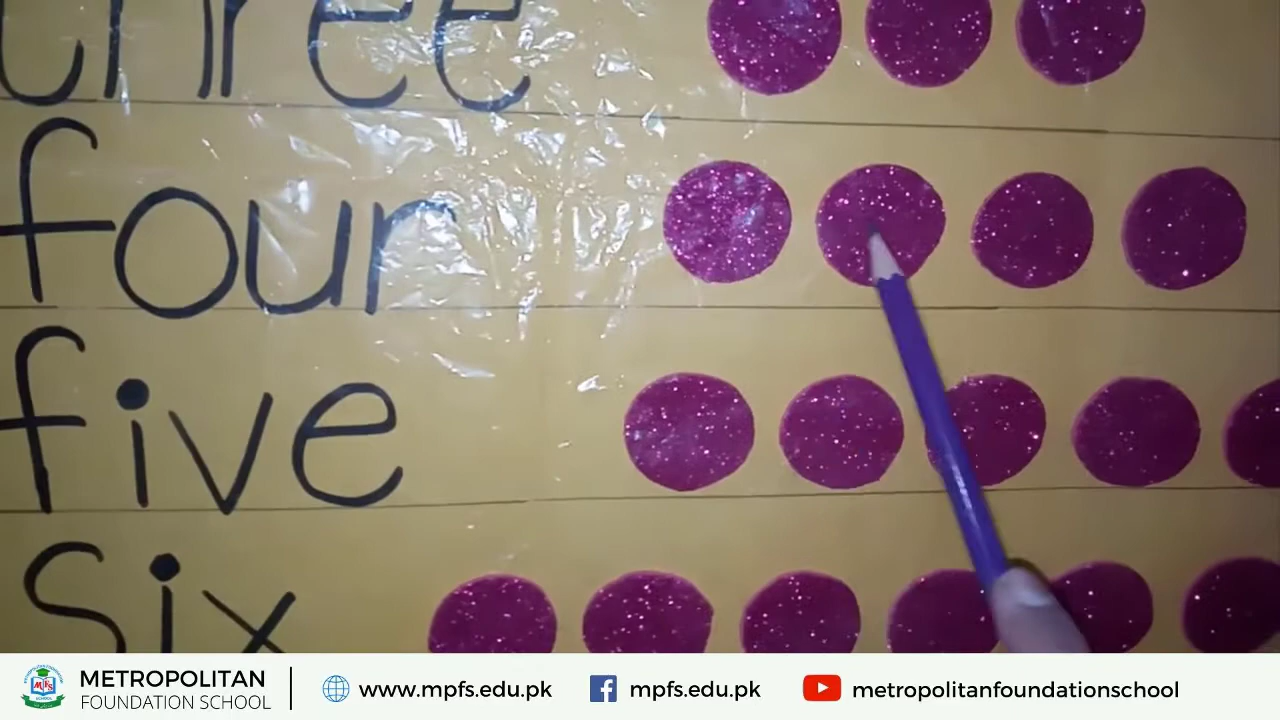 three
four
five
Six
METROPOLITAN
FOUNDATION SCHOOL
www.mpfs.edu.pk
mpfs.edu.pk
metropolitanfoundationschool